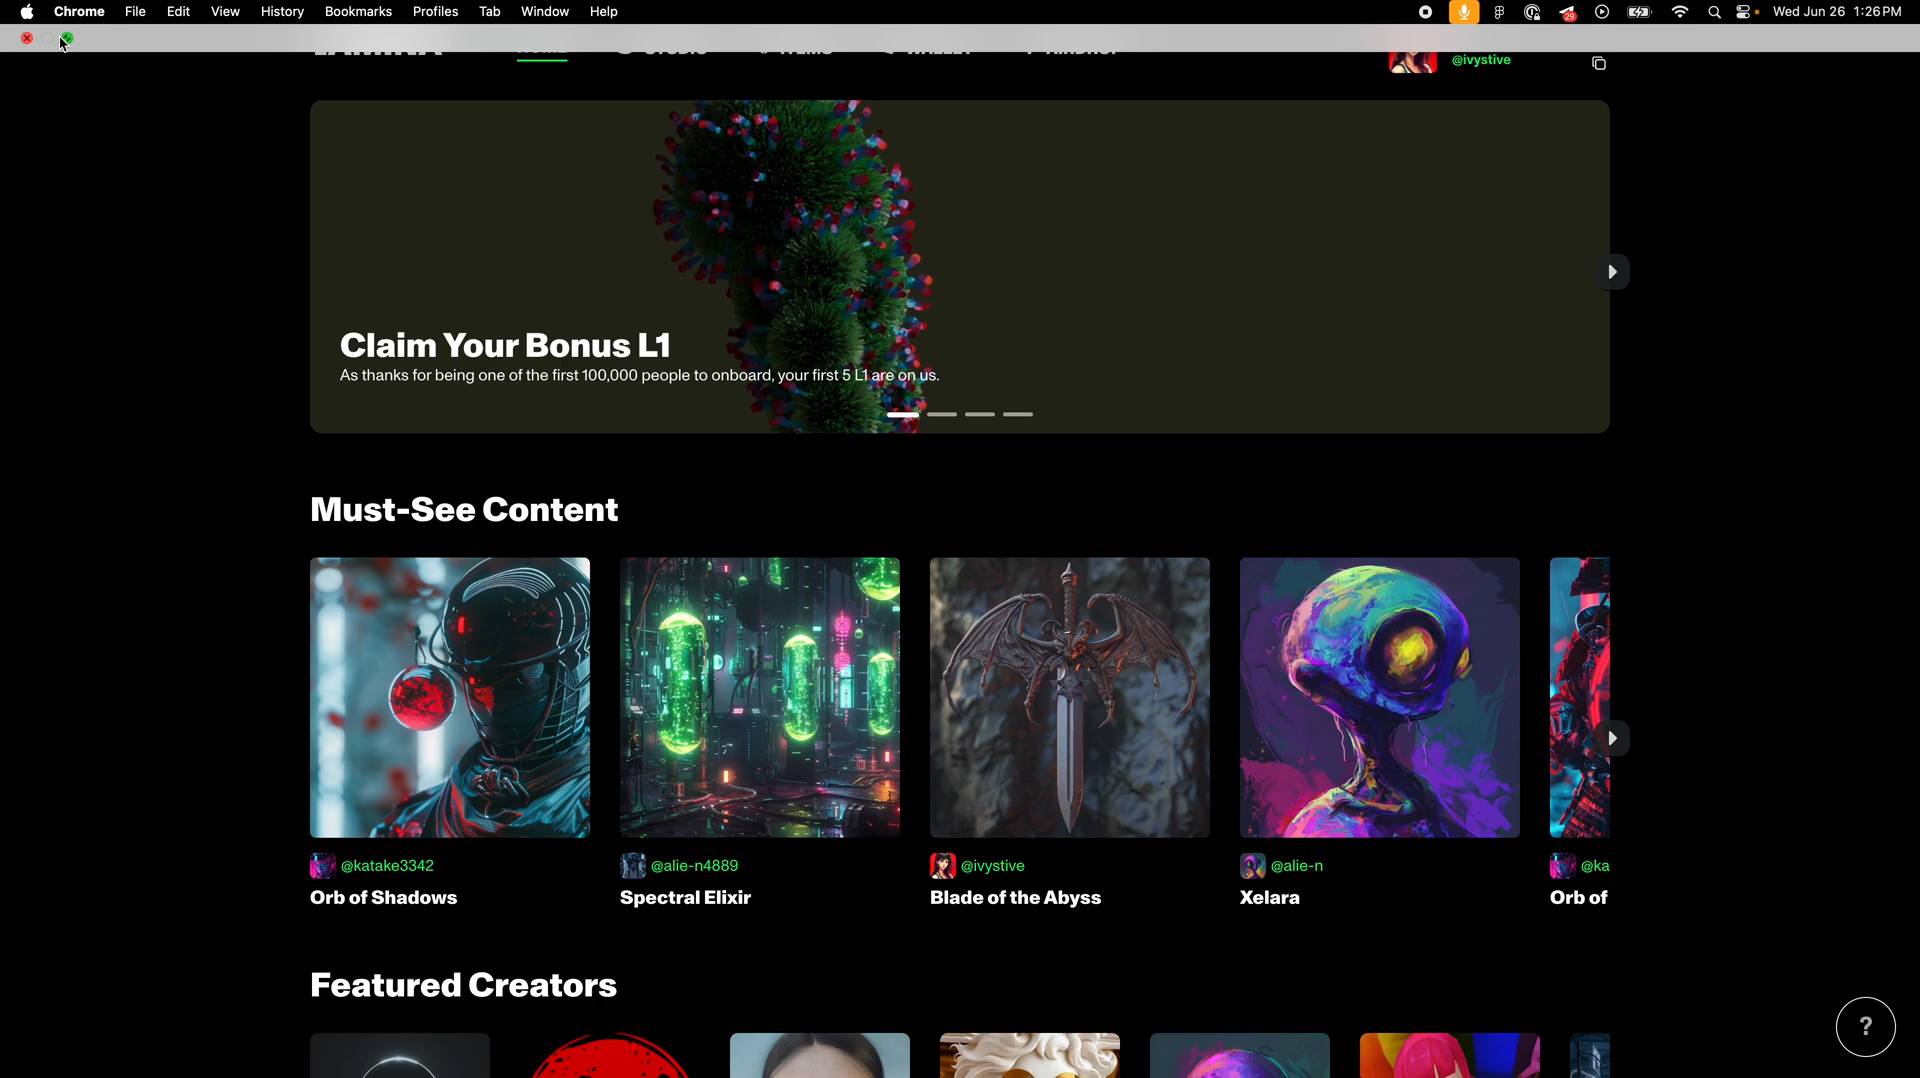 Chrome File Edit View History Bookmarks Profiles Tab Window Help 29 Wed Jun 26 1:26 PM
@ivystive
Claim Your Bonus L1
As thanks for being one of the first 100,000 people to onboard, your first 5 L1 are on us.
Must-See Content
@katake3342 @alie-n4889 @ivystive @alie-n @ka
Orb of Shadows Spectral Elixir Blade of the Abyss Xelara Orb of
Featured Creators
?